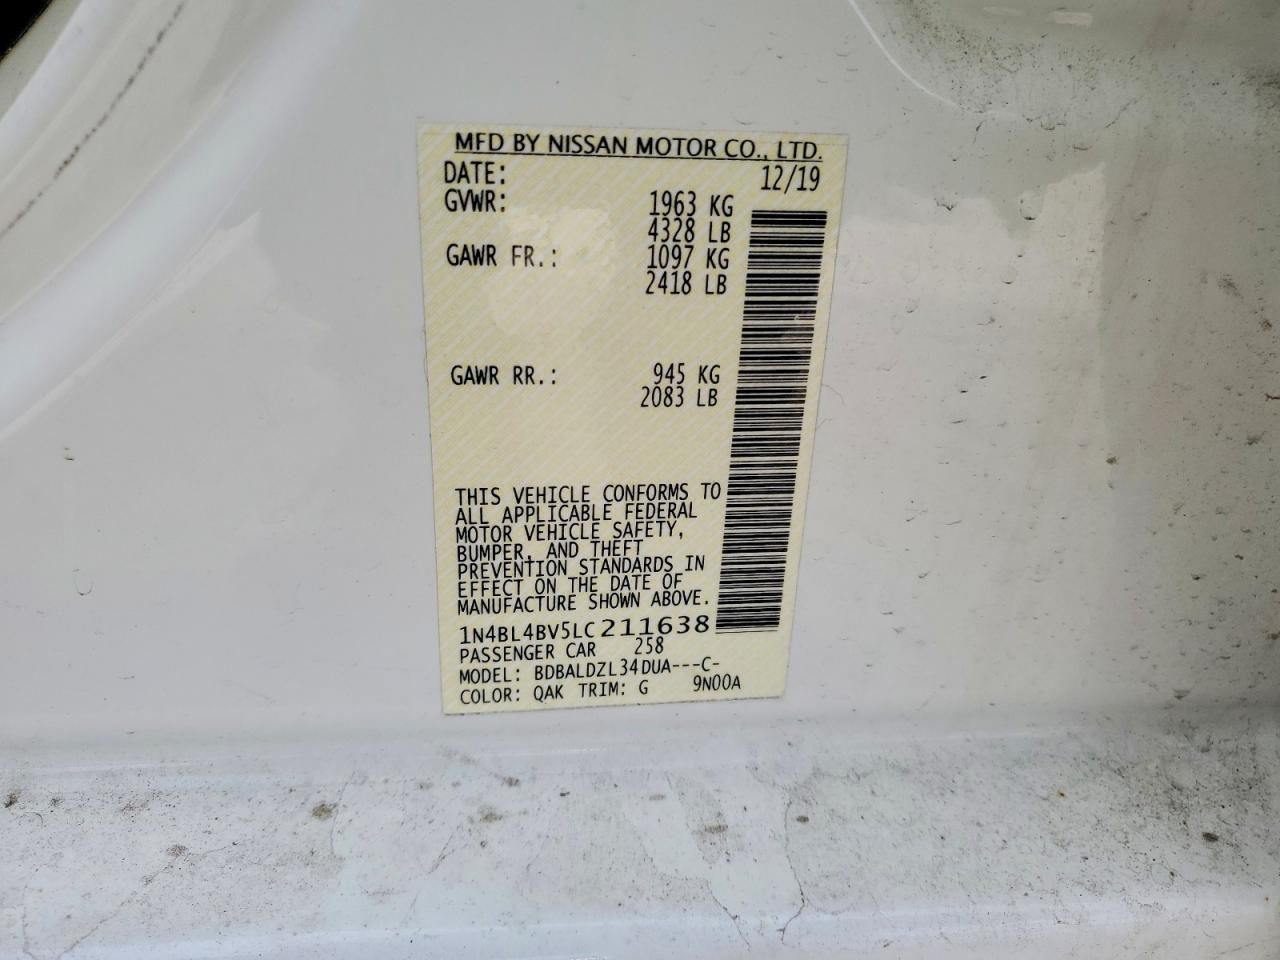 MFD BY NISSAN MOTOR CO., LTD.
DATE: 12/19
GVWR: 1963 KG
4328 LB
GAWR FR.: 1097 KG
2418 LB
GAWR RR.: 945 KG
2083 LB
THIS VEHICLE CONFORMS TO
ALL APPLICABLE FEDERAL
MOTOR VEHICLE SAFETY,
BUMPER, AND THEFT
PREVENTION STANDARDS IN
EFFECT ON THE DATE OF
MANUFACTURE SHOWN ABOVE.
1N4BL4BV5LC211638
PASSENGER CAR 258
MODEL: BDBALDZL34DUA---C-
COLOR: QAK TRIM: G 9N00A